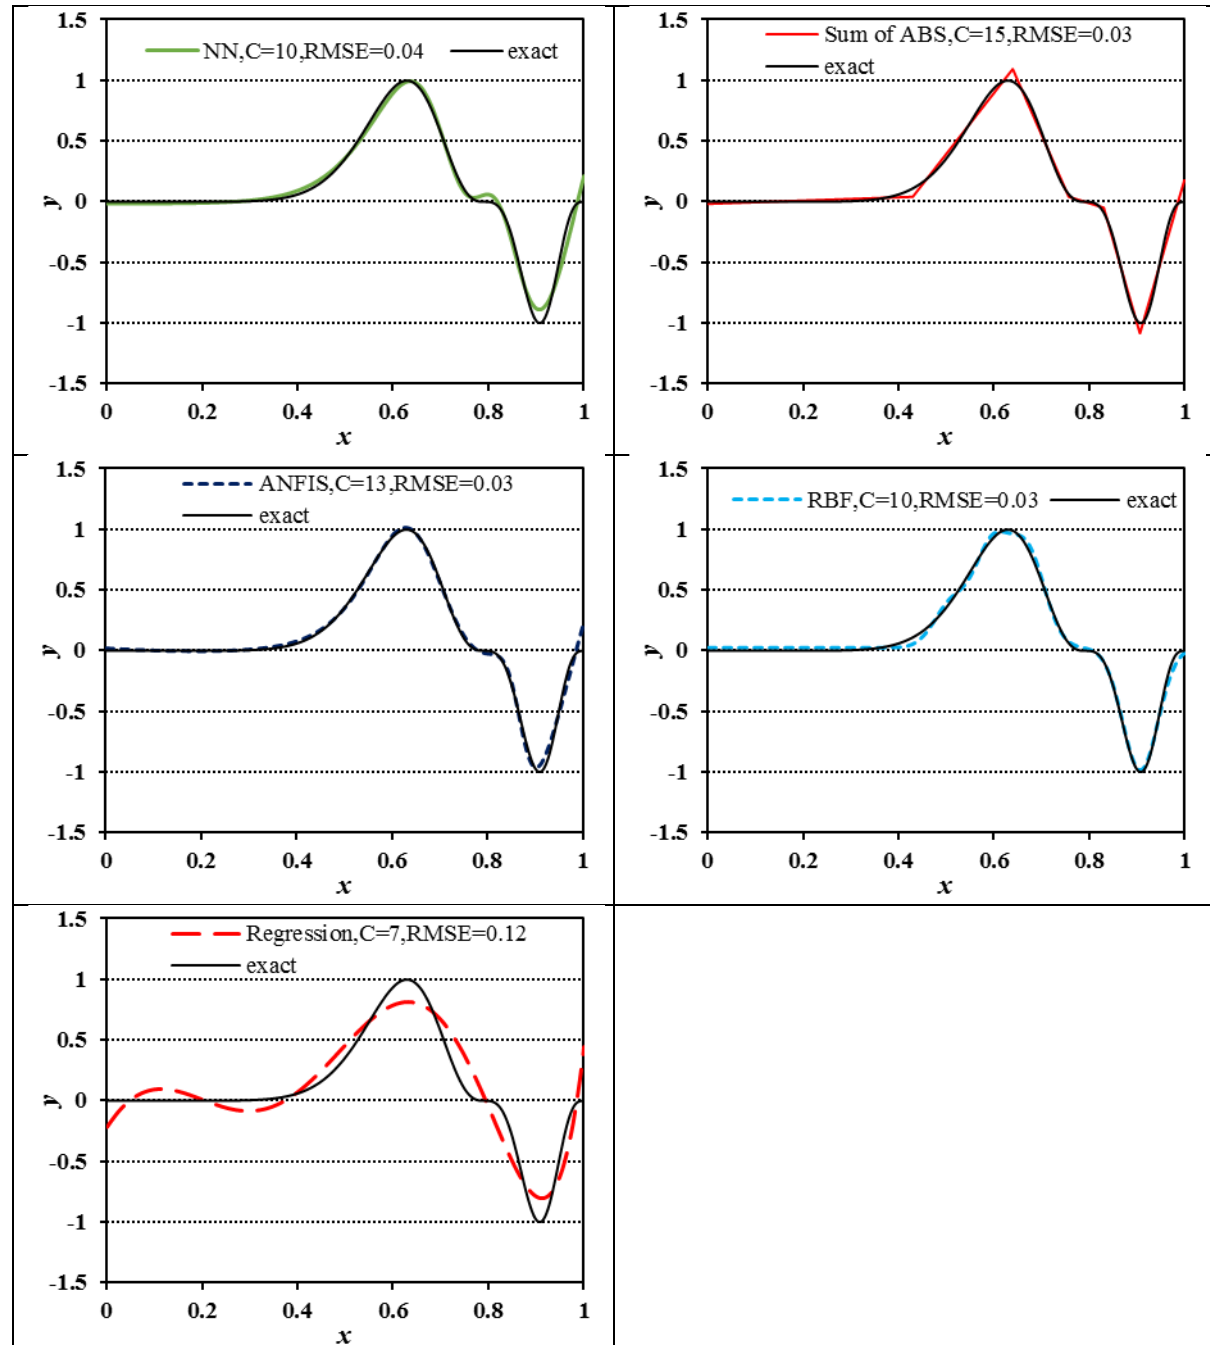 1.5
NN,C=10,RMSE=0.04 exact
1
0.5
y
0
-0.5
-1
-1.5
0 0.2 0.4 0.6 0.8 1
x
1.5
Sum of ABS,C=15,RMSE=0.03
exact
1
0.5
y
0
-0.5
-1
-1.5
0 0.2 0.4 0.6 0.8 1
x
1.5
ANFIS,C=13,RMSE=0.03
exact
1
0.5
y
0
-0.5
-1
-1.5
0 0.2 0.4 0.6 0.8 1
x
1.5
RBF,C=10,RMSE=0.03 exact
1
0.5
y
0
-0.5
-1
-1.5
0 0.2 0.4 0.6 0.8 1
x
1.5
Regression,C=7,RMSE=0.12
exact
1
0.5
y
0
-0.5
-1
-1.5
0 0.2 0.4 0.6 0.8 1
x